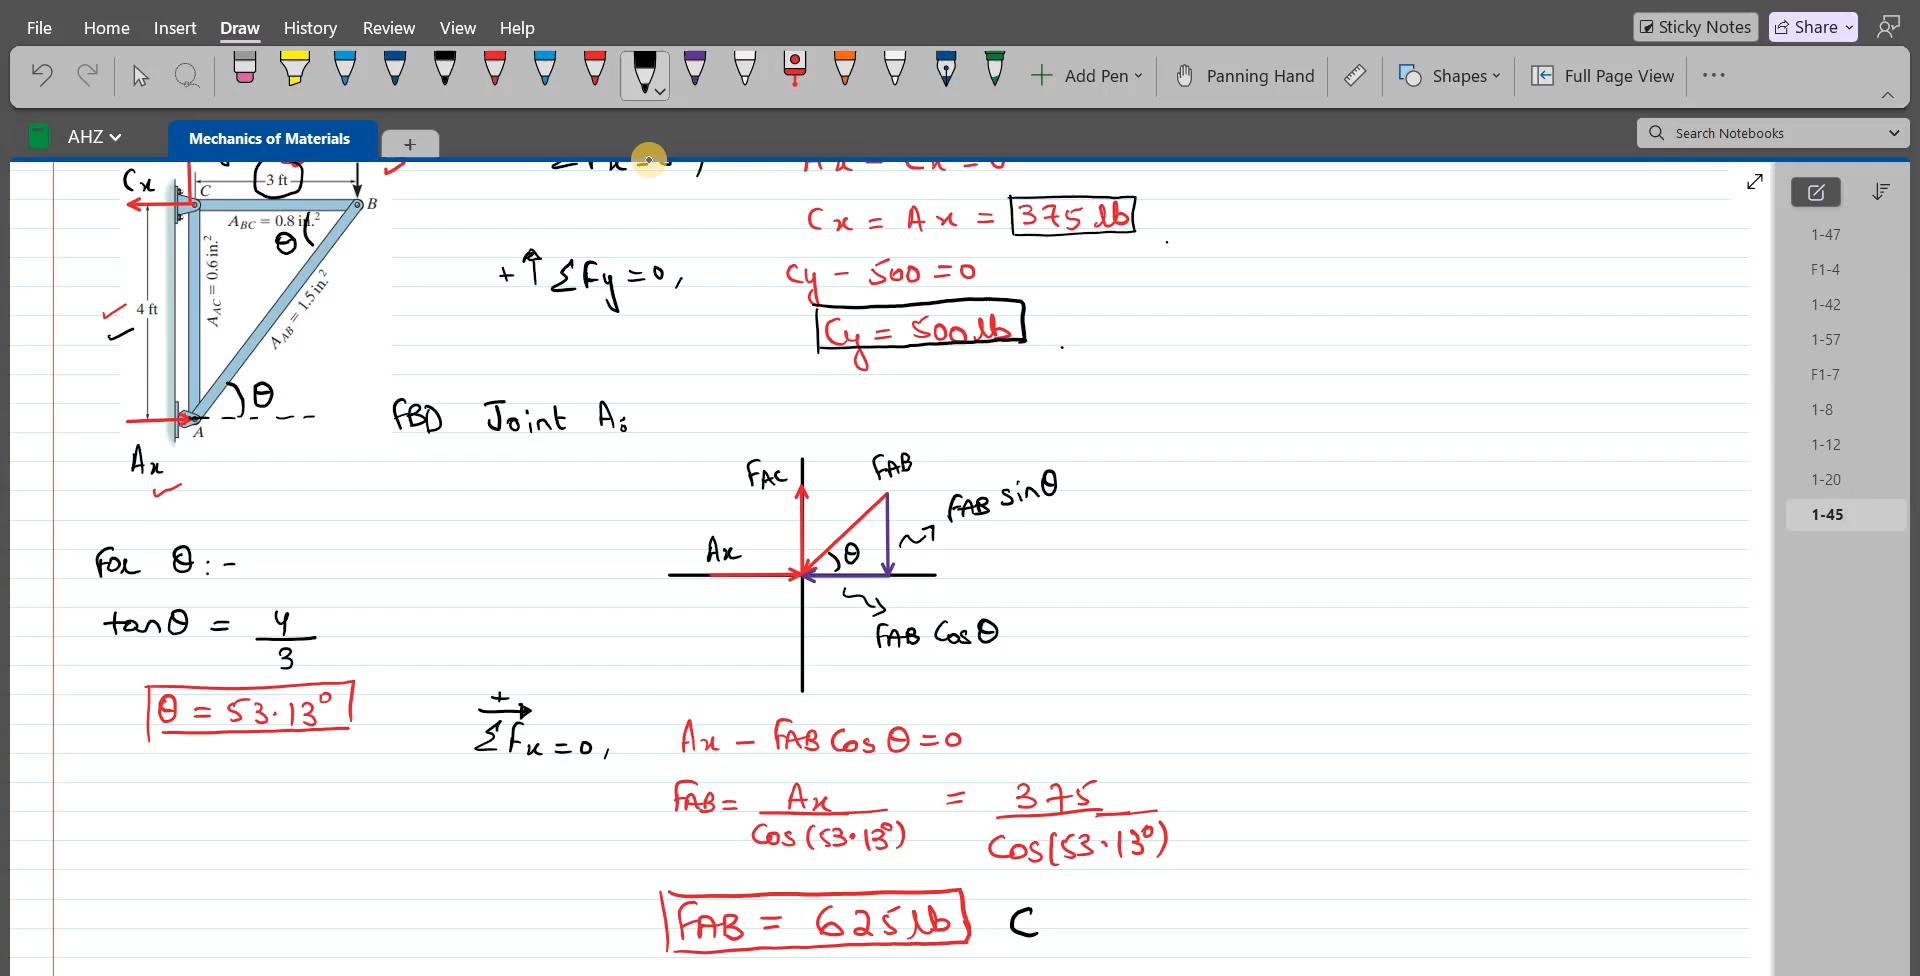 File Home Insert Draw History Review View Help
Sticky Notes Share
Add Pen Panning Hand Shapes Full Page View
AHZ Mechanics of Materials
Search Notebooks
Cx
3 ft
C
B
A_BC = 0.8 in.²
θ
A_AC = 0.6 in.²
4 ft
A_AB = 1.5 in.²
θ
A
Ax
Cx = Ax = 375 lb
+↑ ΣFy = 0,
Cy - 500 = 0
Cy = 500 lb
FBD Joint A:
FAC
FAB
FAB sinθ
Ax
θ
FAB Cos θ
For θ :-
tanθ = 4/3
θ = 53.13°
+→ ΣFx = 0,
Ax - FAB Cos θ = 0
FAB = Ax / Cos(53.13°) = 375 / Cos(53.13°)
FAB = 625 lb C
1-47
F1-4
1-42
1-57
F1-7
1-8
1-12
1-20
1-45